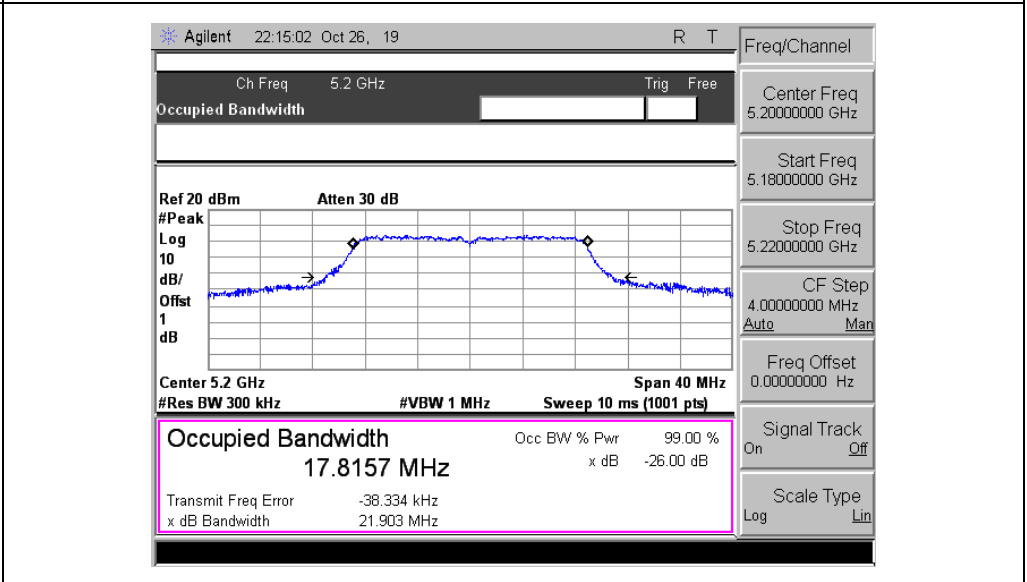 Agilent 22:15:02 Oct 26, 19 R T
Freq/Channel
Ch Freq 5.2 GHz Trig Free
Occupied Bandwidth
Center Freq
5.20000000 GHz
Start Freq
5.18000000 GHz
Stop Freq
5.22000000 GHz
CF Step
4.00000000 MHz
Auto Man
Freq Offset
0.00000000 Hz
Signal Track
On Off
Scale Type
Log Lin
Ref 20 dBm Atten 30 dB
#Peak
Log
10
dB/
Offst
1
dB
Center 5.2 GHz Span 40 MHz
#Res BW 300 kHz #VBW 1 MHz Sweep 10 ms (1001 pts)
Occupied Bandwidth Occ BW % Pwr 99.00 %
17.8157 MHz x dB -26.00 dB
Transmit Freq Error -38.334 kHz
x dB Bandwidth 21.903 MHz